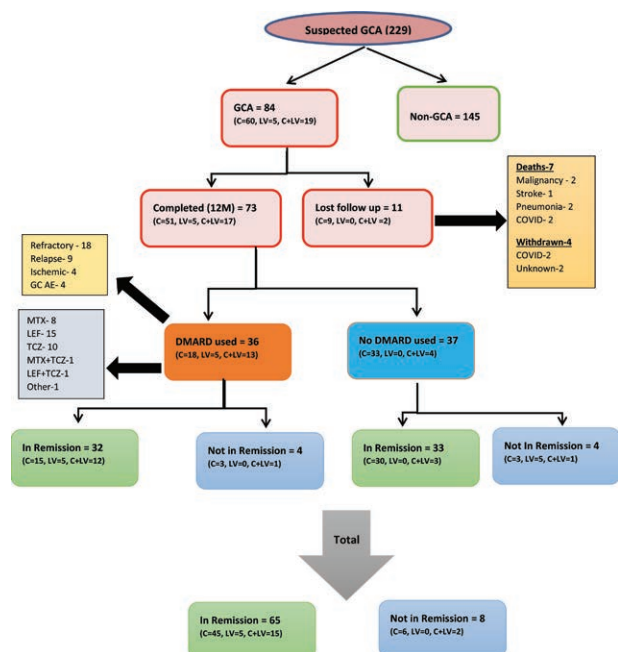 Suspected GCA (229)
GCA = 84
(C=60, LV=5, C+LV=19)
Non-GCA = 145
Completed (12M) = 73
(C=51, LV=5, C+LV=17)
Lost follow up = 11
(C=9, LV=0, C+LV =2)
Deaths-7
Malignancy - 2
Stroke - 1
Pneumonia - 2
COVID - 2
Withdrawn-4
COVID-2
Unknown-2
Refractory - 18
Relapse - 9
Ischemic - 4
GC AE- 4
MTX- 8
LEF- 15
TCZ- 10
MTX+TCZ-1
LEF+TCZ-1
Other-1
DMARD used = 36
(C=18, LV=5, C+LV=13)
No DMARD used = 37
(C=33, LV=0, C+LV=4)
In Remission = 32
(C=15, LV=5, C+LV=12)
Not in Remission = 4
(C=3, LV=0, C+LV=1)
In Remission = 33
(C=30, LV=0, C+LV=3)
Not In Remission = 4
(C=3, LV=5, C+LV=1)
Total
In Remission = 65
(C=45, LV=5, C+LV=15)
Not in Remission = 8
(C=6, LV=0, C+LV=2)